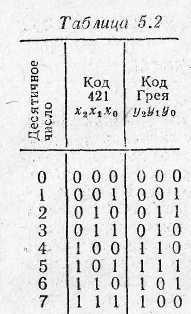 Таблица 5.2
Десятичное число
Код 421 x₂x₁x₀
Код Грея y₂y₁y₀
0 0 0 0 0 0 0
1 0 0 1 0 0 1
2 0 1 0 0 1 1
3 0 1 1 0 1 0
4 1 0 0 1 1 0
5 1 0 1 1 1 1
6 1 1 0 1 0 1
7 1 1 1 1 0 0